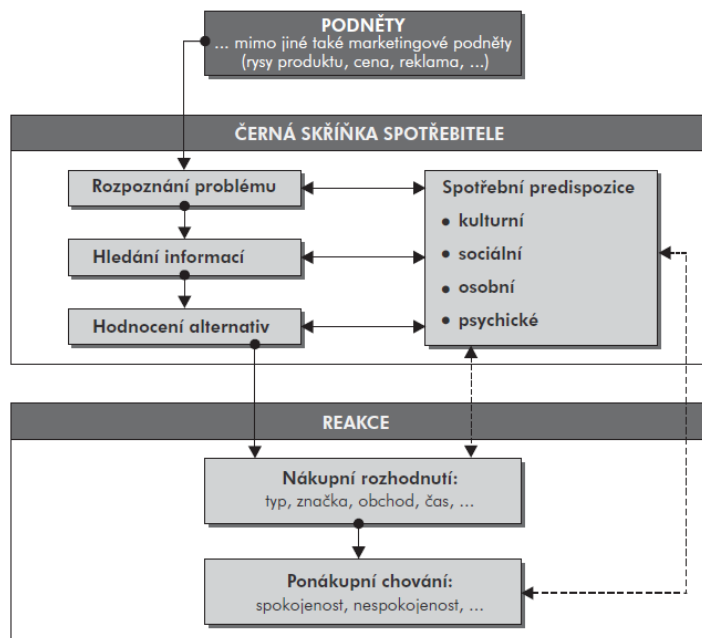 PODNĚTY
... mimo jiné také marketingové podněty
(rysy produktu, cena, reklama, ...)
ČERNÁ SKŘÍŇKA SPOTŘEBITELE
Rozpoznání problému
Hledání informací
Hodnocení alternativ
Spotřební predispozice
• kulturní
• sociální
• osobní
• psychické
REAKCE
Nákupní rozhodnutí:
typ, značka, obchod, čas, ...
Ponákupní chování:
spokojenost, nespokojenost, ...